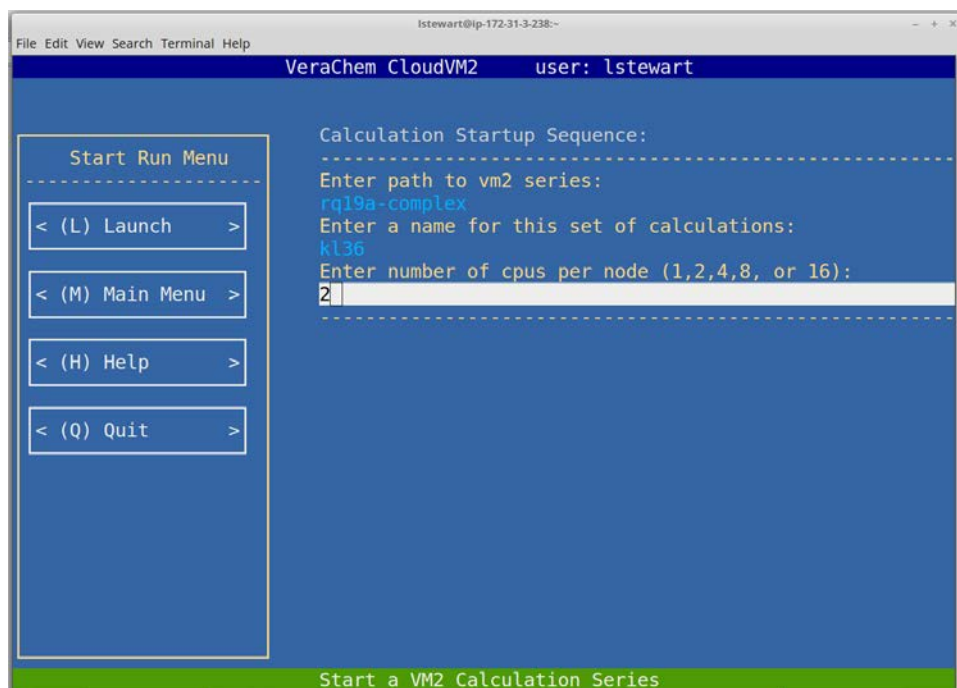 lstewart@ip-172-31-3-238:~
File Edit View Search Terminal Help
VeraChem CloudVM2 user: lstewart
Start Run Menu
< (L) Launch >
< (M) Main Menu >
< (H) Help >
< (Q) Quit >
Calculation Startup Sequence:
Enter path to vm2 series:
rq19a-complex
Enter a name for this set of calculations:
kl36
Enter number of cpus per node (1,2,4,8, or 16):
2
Start a VM2 Calculation Series